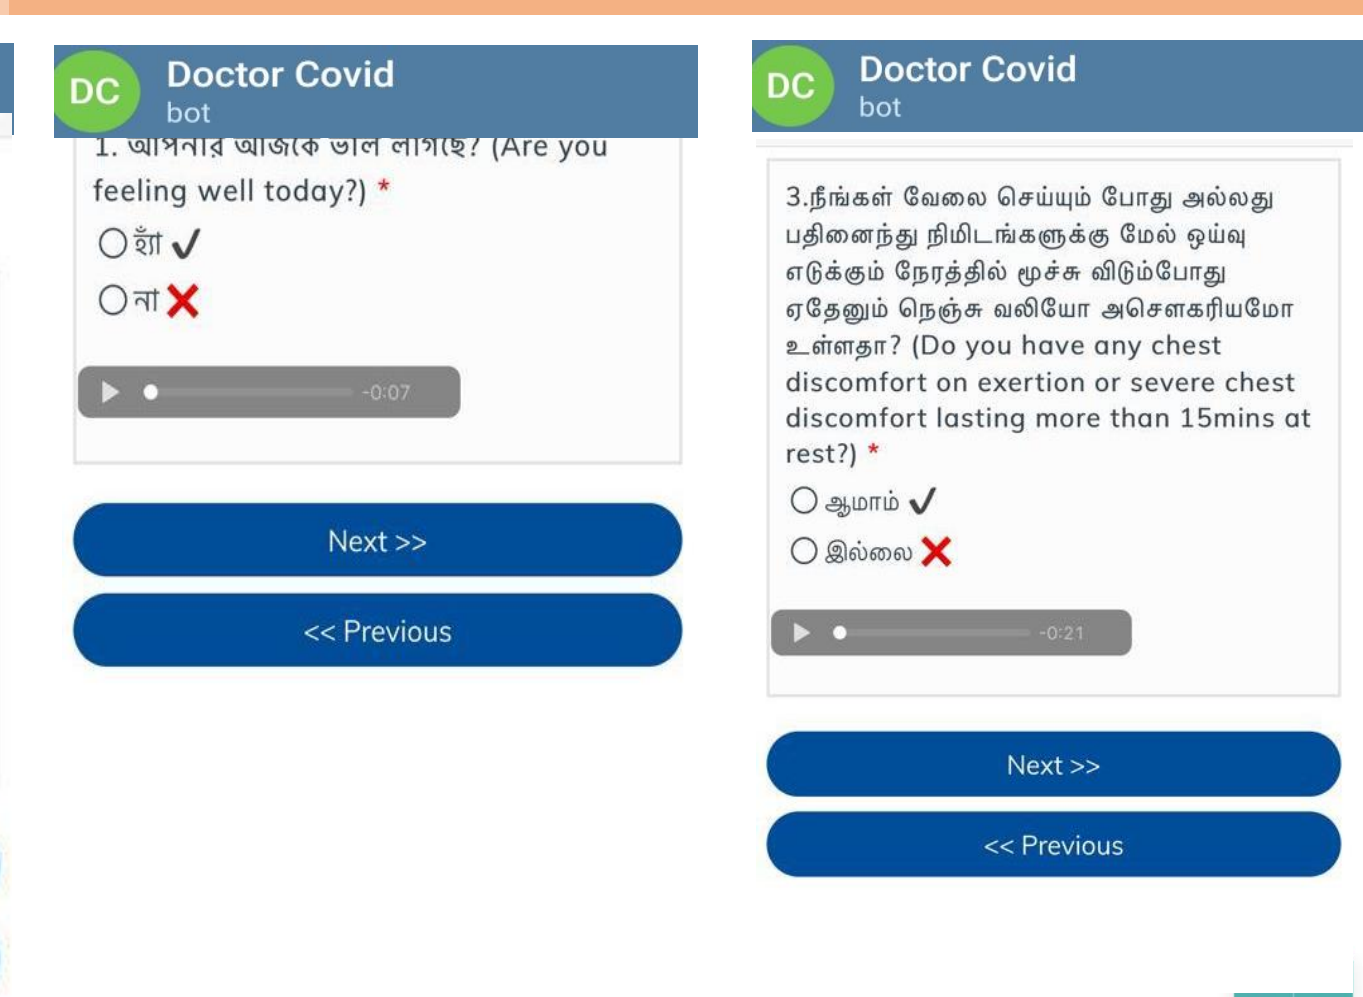 DC
Doctor Covid
bot
1. আপনার আজকে ভাল লাগছে? (Are you
feeling well today?) *
হ্যাঁ
না
-0:07
Next >>
<< Previous
DC
Doctor Covid
bot
3.நீங்கள் வேலை செய்யும் போது அல்லது
பதினைந்து நிமிடங்களுக்கு மேல் ஒய்வு
எடுக்கும் நேரத்தில் மூச்சு விடும்போது
ஏதேனும் நெஞ்சு வலியோ அசௌகரியமோ
உள்ளதா? (Do you have any chest
discomfort on exertion or severe chest
discomfort lasting more than 15mins at
rest?) *
ஆமாம்
இல்லை
-0:21
Next >>
<< Previous